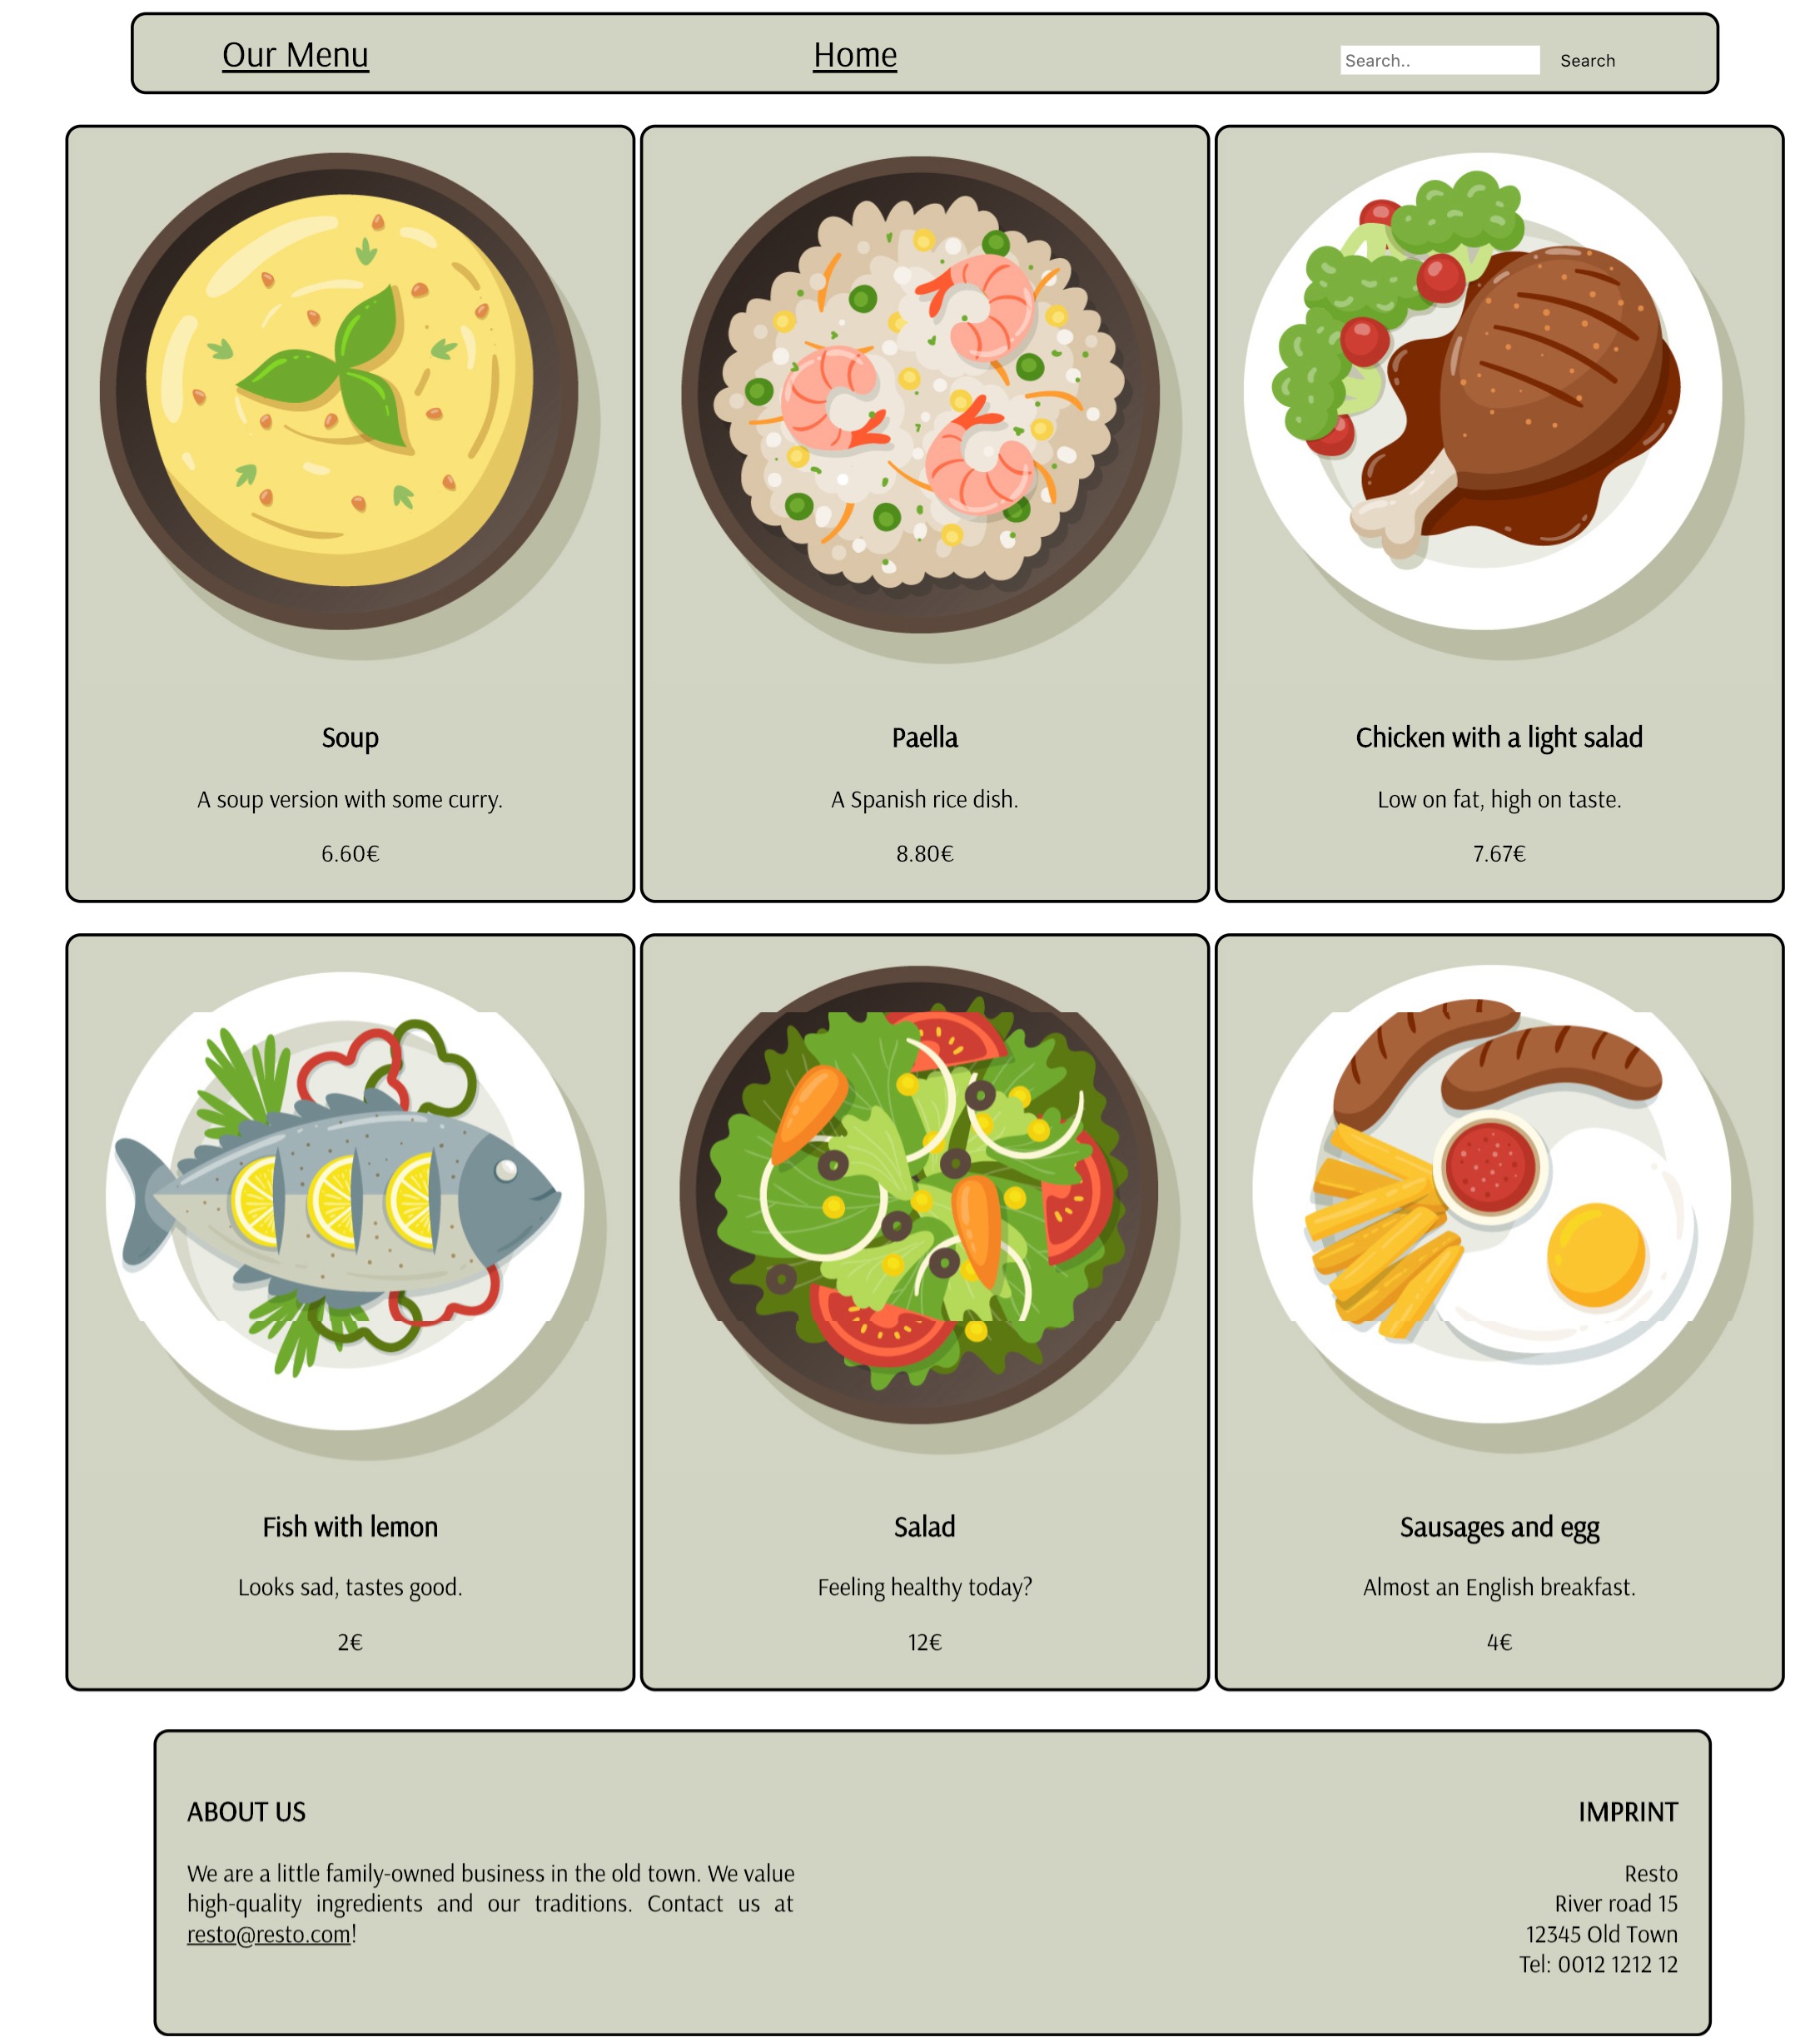 Our Menu
Home
Search..
Search
Soup
A soup version with some curry.
6.60€
Paella
A Spanish rice dish.
8.80€
Chicken with a light salad
Low on fat, high on taste.
7.67€
Fish with lemon
Looks sad, tastes good.
2€
Salad
Feeling healthy today?
12€
Sausages and egg
Almost an English breakfast.
4€
ABOUT US
We are a little family-owned business in the old town. We value
high-quality ingredients and our traditions. Contact us at
resto@resto.com!
IMPRINT
Resto
River road 15
12345 Old Town
Tel: 0012 1212 12